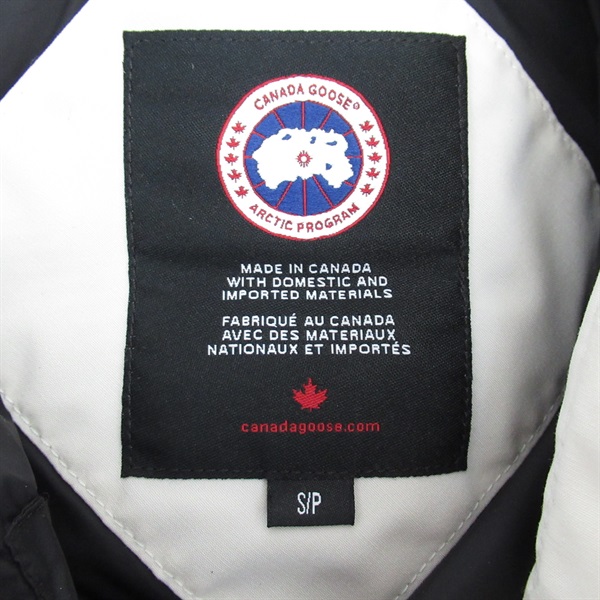 CANADA GOOSE®
ARCTIC PROGRAM
MADE IN CANADA
WITH DOMESTIC AND
IMPORTED MATERIALS
FABRIQUÉ AU CANADA
AVEC DES MATERIAUX
NATIONAUX ET IMPORTÉS
canadagoose.com
S/P